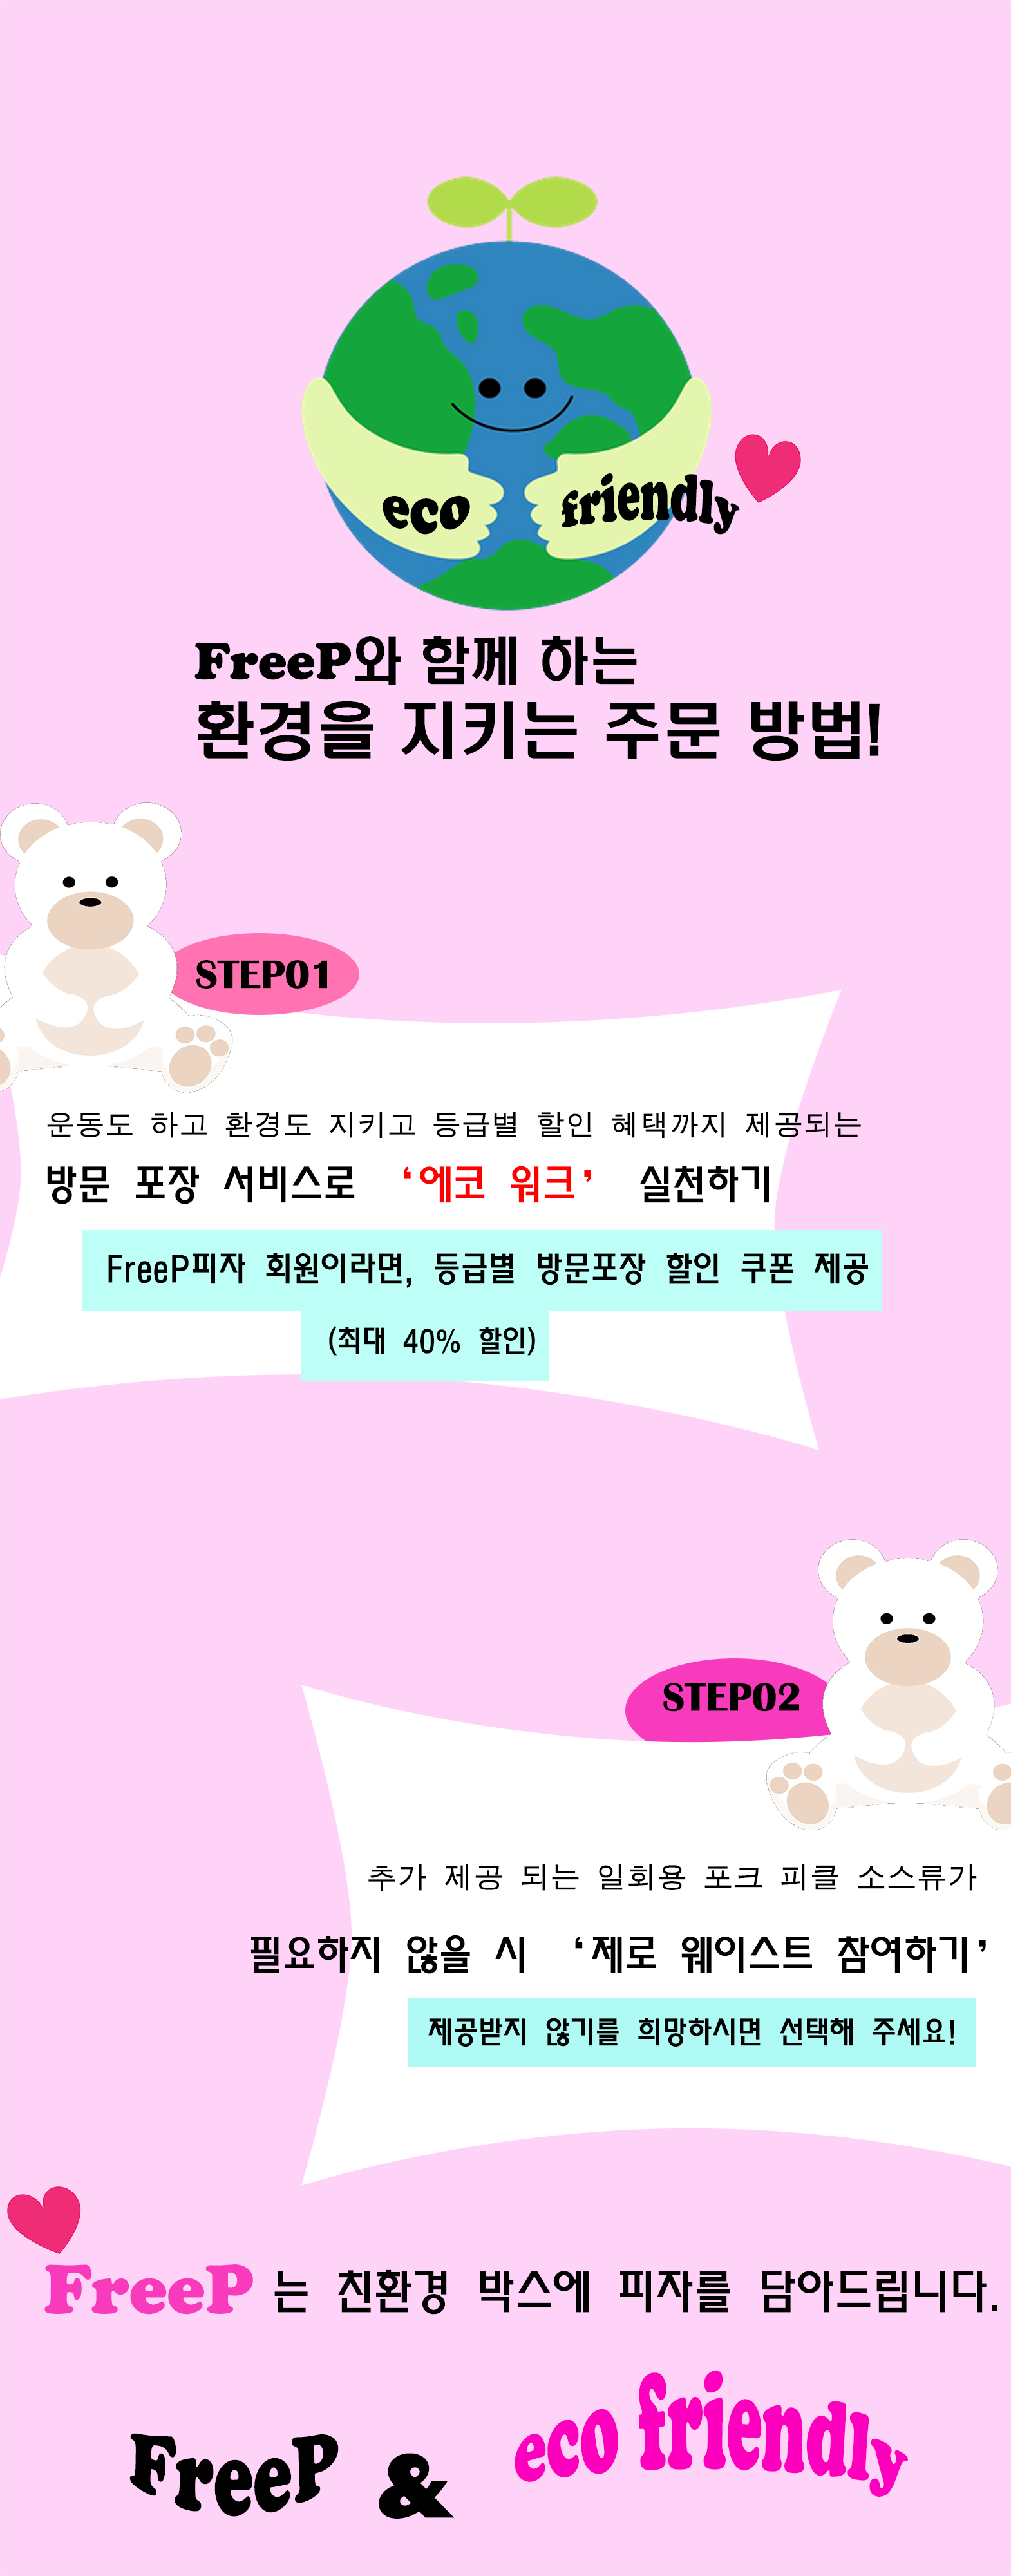 eco friendly
FreeP와 함께 하는
환경을 지키는 주문 방법!
STEP01
운동도 하고 환경도 지키고 등급별 할인 혜택까지 제공되는
방문 포장 서비스로 '에코 워크' 실천하기
FreeP피자 회원이라면, 등급별 방문포장 할인 쿠폰 제공
(최대 40% 할인)
STEP02
추가 제공 되는 일회용 포크 피클 소스류가
필요하지 않을 시 '제로 웨이스트 참여하기'
제공받지 않기를 희망하시면 선택해 주세요!
FreeP 는 친환경 박스에 피자를 담아드립니다.
FreeP & eco friendly